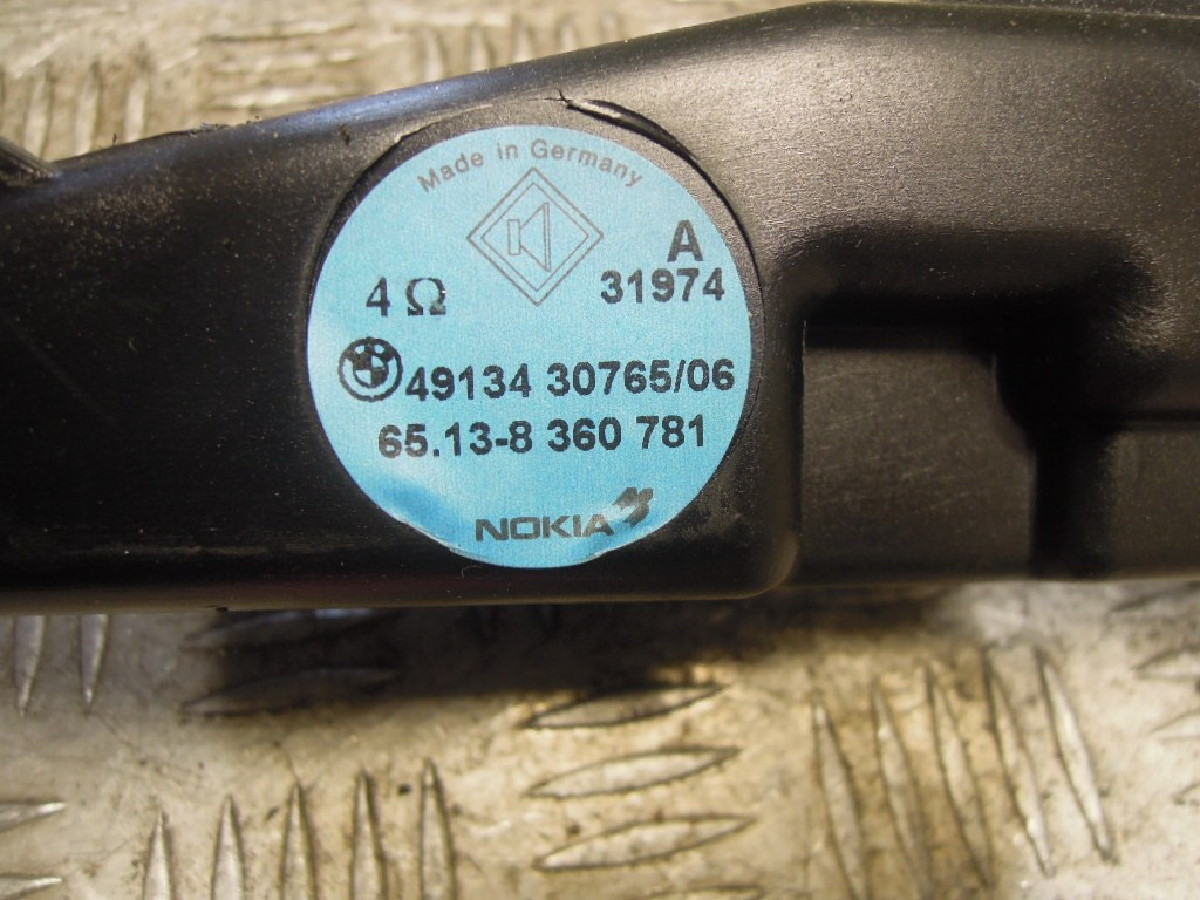 Made in Germany
A
4 Ω 31974
49134 30765/06
65.13-8 360 781
NOKIA